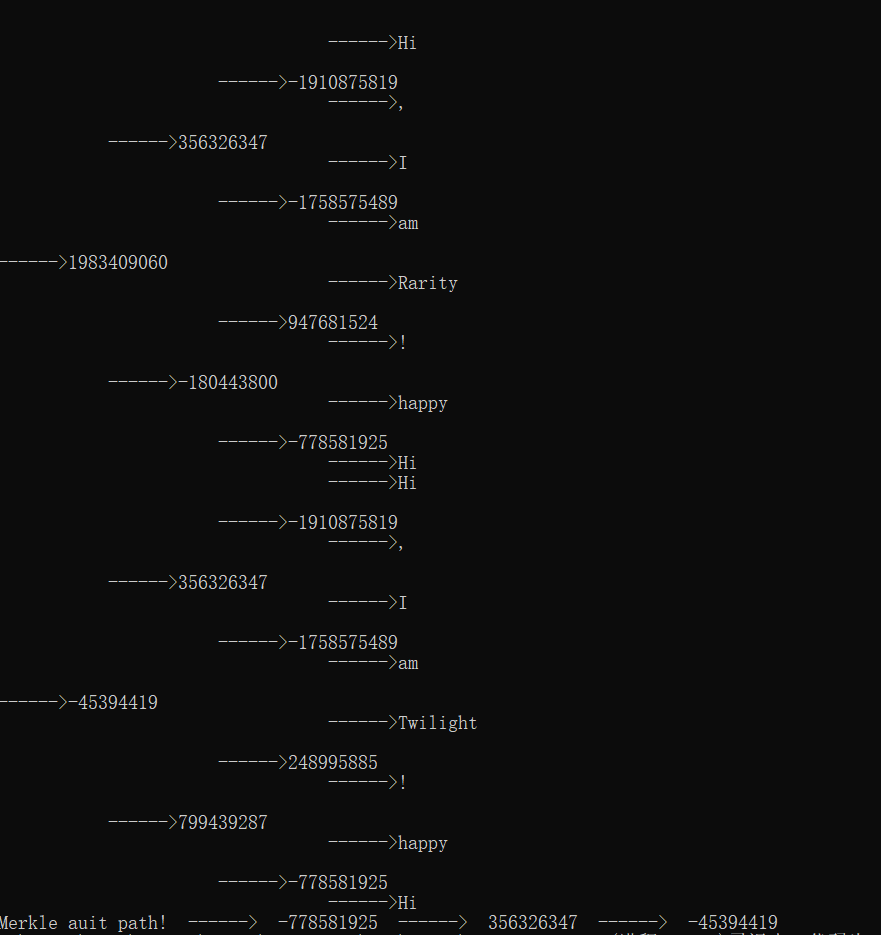 ------>Hi
------>-1910875819
------>,
------>356326347
------>I
------>-1758575489
------>am
------>1983409060
------>Rarity
------>947681524
------>!
------>-180443800
------>happy
------>-778581925
------>Hi
------>Hi
------>-1910875819
------>,
------>356326347
------>I
------>-1758575489
------>am
------>-45394419
------>Twilight
------>248995885
------>!
------>799439287
------>happy
------>-778581925
------>Hi
Merkle auit path!  ------>  -778581925  ------>  356326347  ------>  -45394419